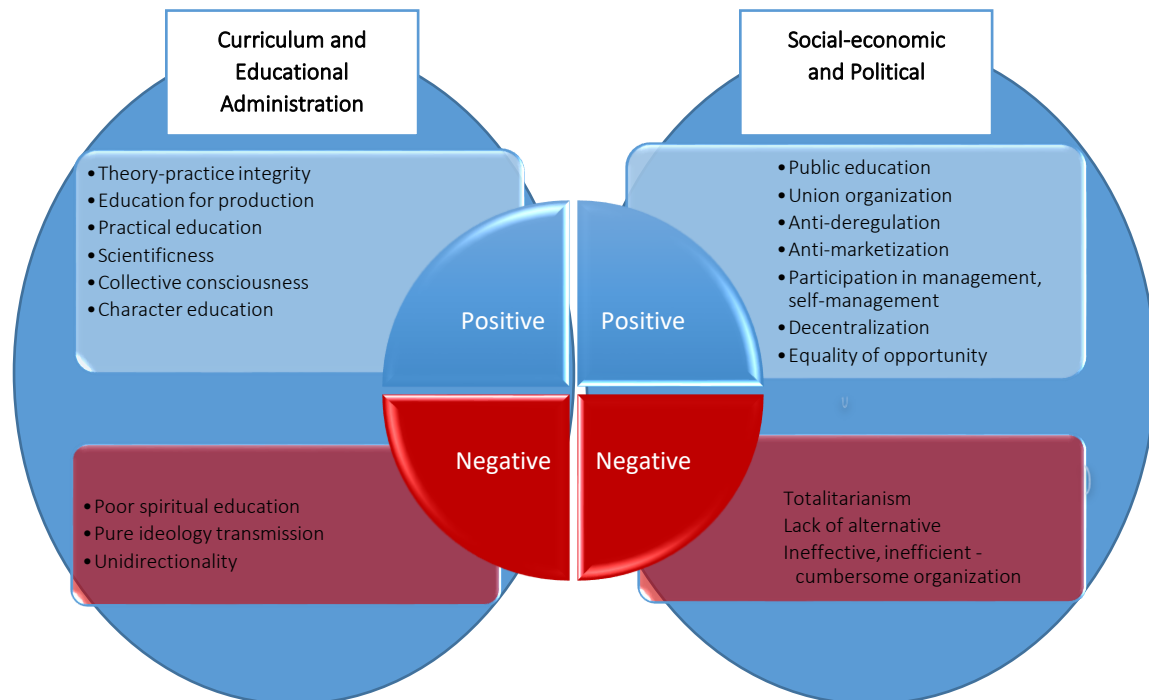 Curriculum and
Educational
Administration
• Theory-practice integrity
• Education for production
• Practical education
• Scientificness
• Collective consciousness
• Character education
Social-economic
and Political
• Public education
• Union organization
• Anti-deregulation
• Anti-marketization
• Participation in management,
self-management
• Decentralization
• Equality of opportunity
Positive
Positive
Negative
Negative
• Poor spiritual education
• Pure ideology transmission
• Unidirectionality
Totalitarianism
Lack of alternative
Ineffective, inefficient -
cumbersome organization